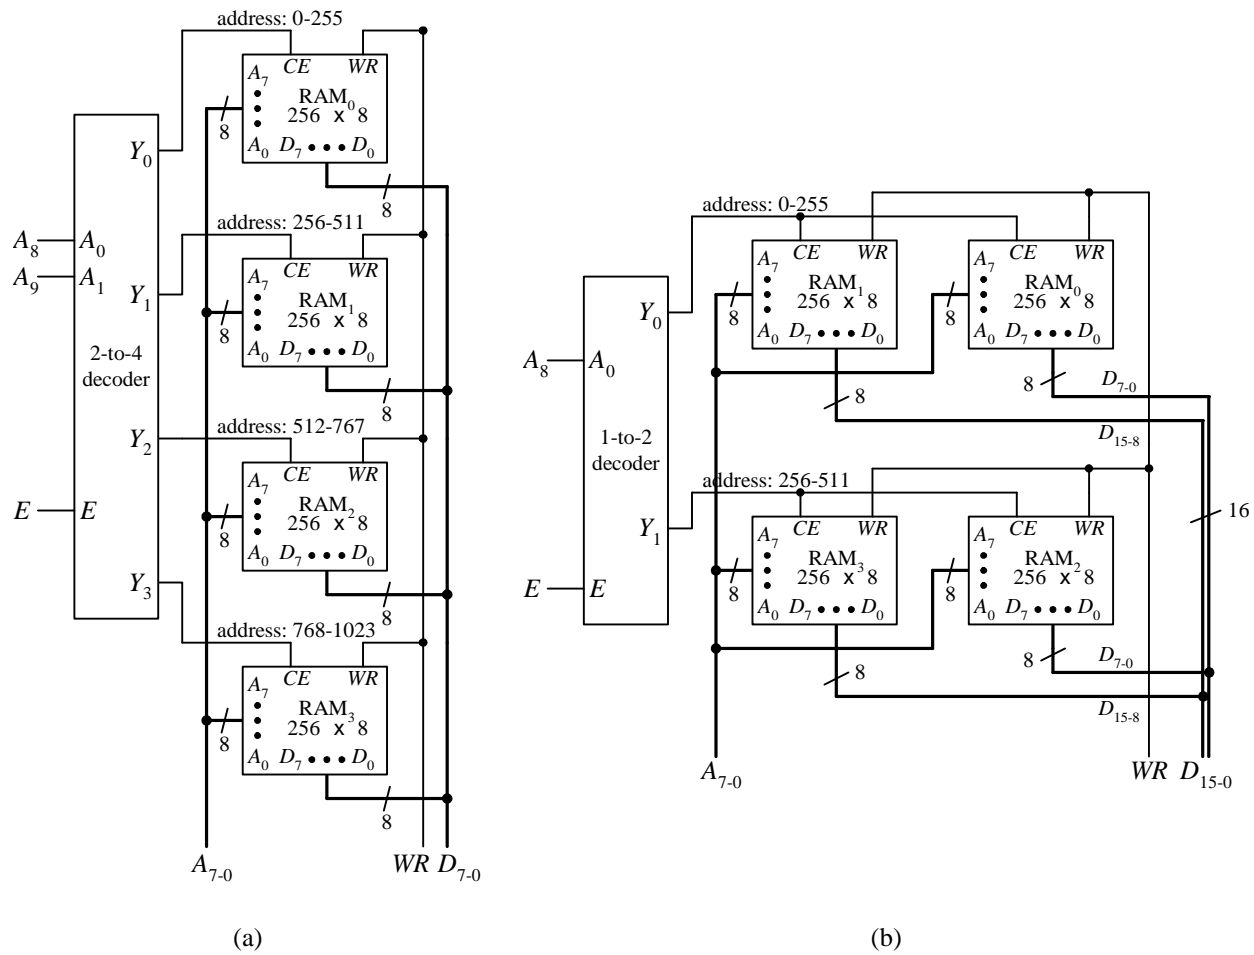 address: 0-255
A7 CE WR
RAM0
256 x 8
8
A0 D7 • • • D0
Y0
8
address: 256-511
A8 A0
A9 A1
Y1
A7 CE WR
RAM1
256 x 8
8
A0 D7 • • • D0
2-to-4
decoder
8
address: 512-767
Y2
A7 CE WR
RAM2
256 x 8
8
A0 D7 • • • D0
E E
Y3
8
address: 768-1023
A7 CE WR
RAM3
256 x 8
8
A0 D7 • • • D0
8
A7-0 WR D7-0
(a)
address: 0-255
A7 CE WR
RAM1
256 x 8
8
A0 D7 • • • D0
A7 CE WR
RAM0
256 x 8
8
A0 D7 • • • D0
Y0
A8 A0
8 D7-0
8
D15-8
1-to-2
decoder
address: 256-511
16
Y1
A7 CE WR
RAM3
256 x 8
8
A0 D7 • • • D0
A7 CE WR
RAM2
256 x 8
8
A0 D7 • • • D0
E E
8 D7-0
8
D15-8
A7-0 WR D15-0
(b)